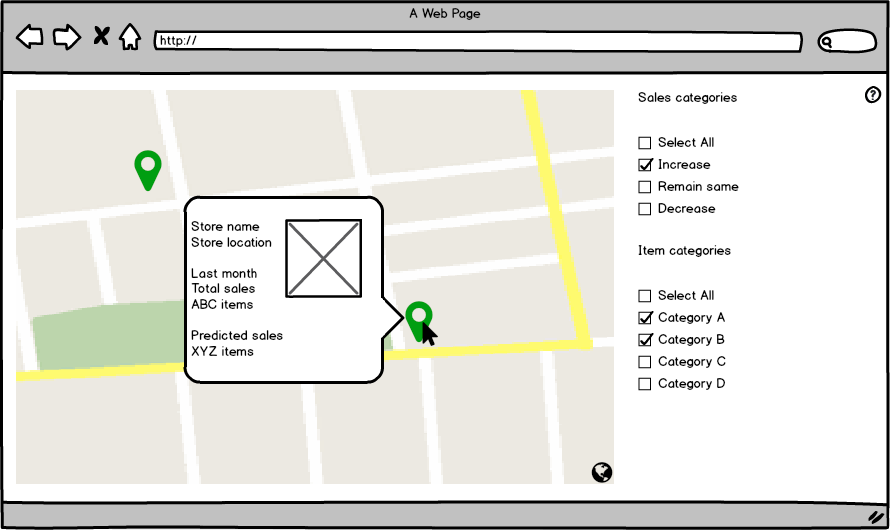 A Web Page
http://
Sales categories
?
Select All
Increase
Remain same
Decrease
Item categories
Select All
Category A
Category B
Category C
Category D
Store name
Store location
Last month
Total sales
ABC items
Predicted sales
XYZ items